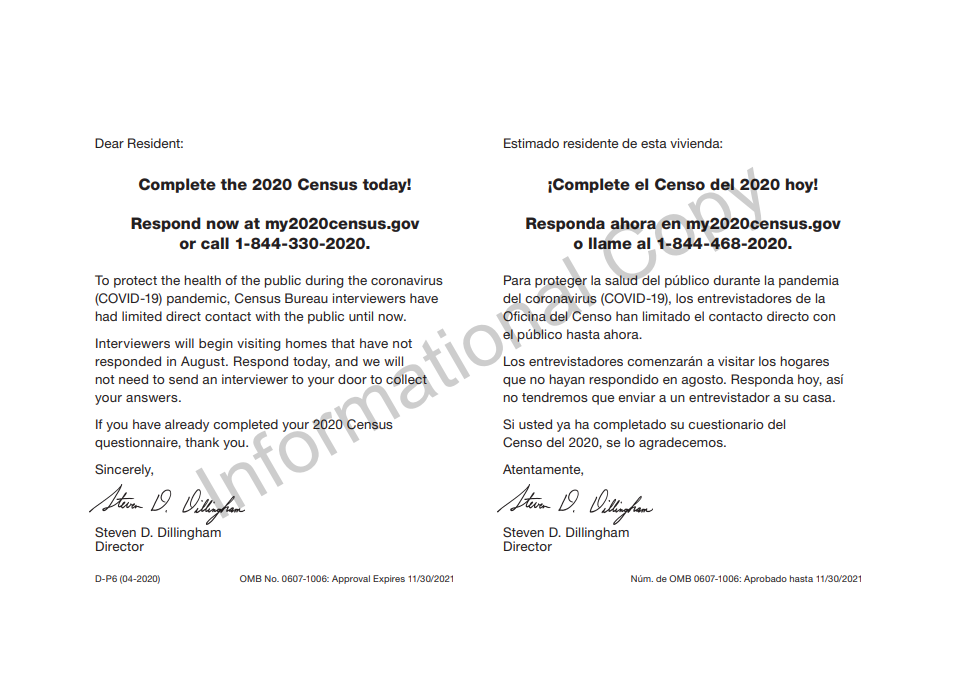 Dear Resident:
Complete the 2020 Census today!
Respond now at my2020census.gov
or call 1-844-330-2020.
To protect the health of the public during the coronavirus
(COVID-19) pandemic, Census Bureau interviewers have
had limited direct contact with the public until now.
Interviewers will begin visiting homes that have not
responded in August. Respond today, and we will
not need to send an interviewer to your door to collect
your answers.
If you have already completed your 2020 Census
questionnaire, thank you.
Sincerely,
Steven D. Dillingham
Steven D. Dillingham
Director
D-P6 (04-2020)
OMB No. 0607-1006: Approval Expires 11/30/2021
Estimado residente de esta vivienda:
¡Complete el Censo del 2020 hoy!
Responda ahora en my2020census.gov
o llame al 1-844-468-2020.
Para proteger la salud del público durante la pandemia
del coronavirus (COVID-19), los entrevistadores de la
Oficina del Censo han limitado el contacto directo con
el público hasta ahora.
Los entrevistadores comenzarán a visitar los hogares
que no hayan respondido en agosto. Responda hoy, así
no tendremos que enviar a un entrevistador a su casa.
Si usted ya ha completado su cuestionario del
Censo del 2020, se lo agradecemos.
Atentamente,
Steven D. Dillingham
Steven D. Dillingham
Director
Núm. de OMB 0607-1006: Aprobado hasta 11/30/2021
Informational Copy